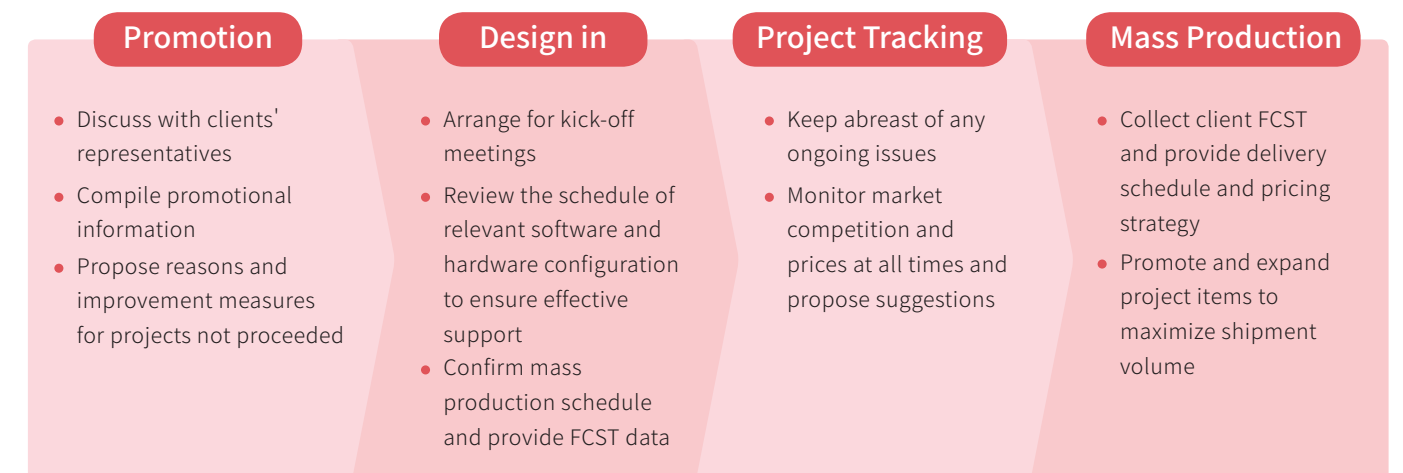 Promotion
Discuss with clients'
representatives
Compile promotional
information
Propose reasons and
improvement measures
for projects not proceeded
Design in
Arrange for kick-off
meetings
Review the schedule of
relevant software and
hardware configuration
to ensure effective
support
Confirm mass
production schedule
and provide FCST data
Project Tracking
Keep abreast of any
ongoing issues
Monitor market
competition and
prices at all times and
propose suggestions
Mass Production
Collect client FCST
and provide delivery
schedule and pricing
strategy
Promote and expand
project items to
maximize shipment
volume